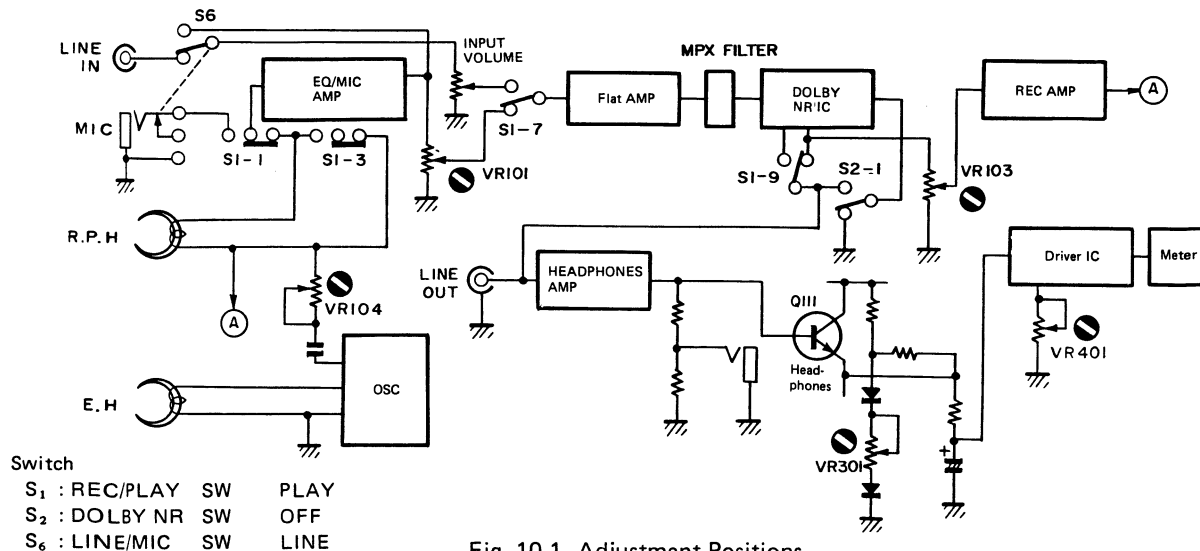 S6
LINE IN
INPUT VOLUME
MPX FILTER
EQ/MIC AMP
Flat AMP
DOLBY NR IC
REC AMP
A
MIC
S1-1
S1-3
S1-7
VR101
S1-9
S2-1
VR103
R.P.H
A
VR104
LINE OUT
HEADPHONES AMP
Q111
Head-
phones
Driver IC
Meter
VR401
E.H
OSC
VR301
+
Switch
S₁ : REC/PLAY SW PLAY
S₂ : DOLBY NR SW OFF
S₆ : LINE/MIC SW LINE
Fig. 10.1 Adjustment Positions